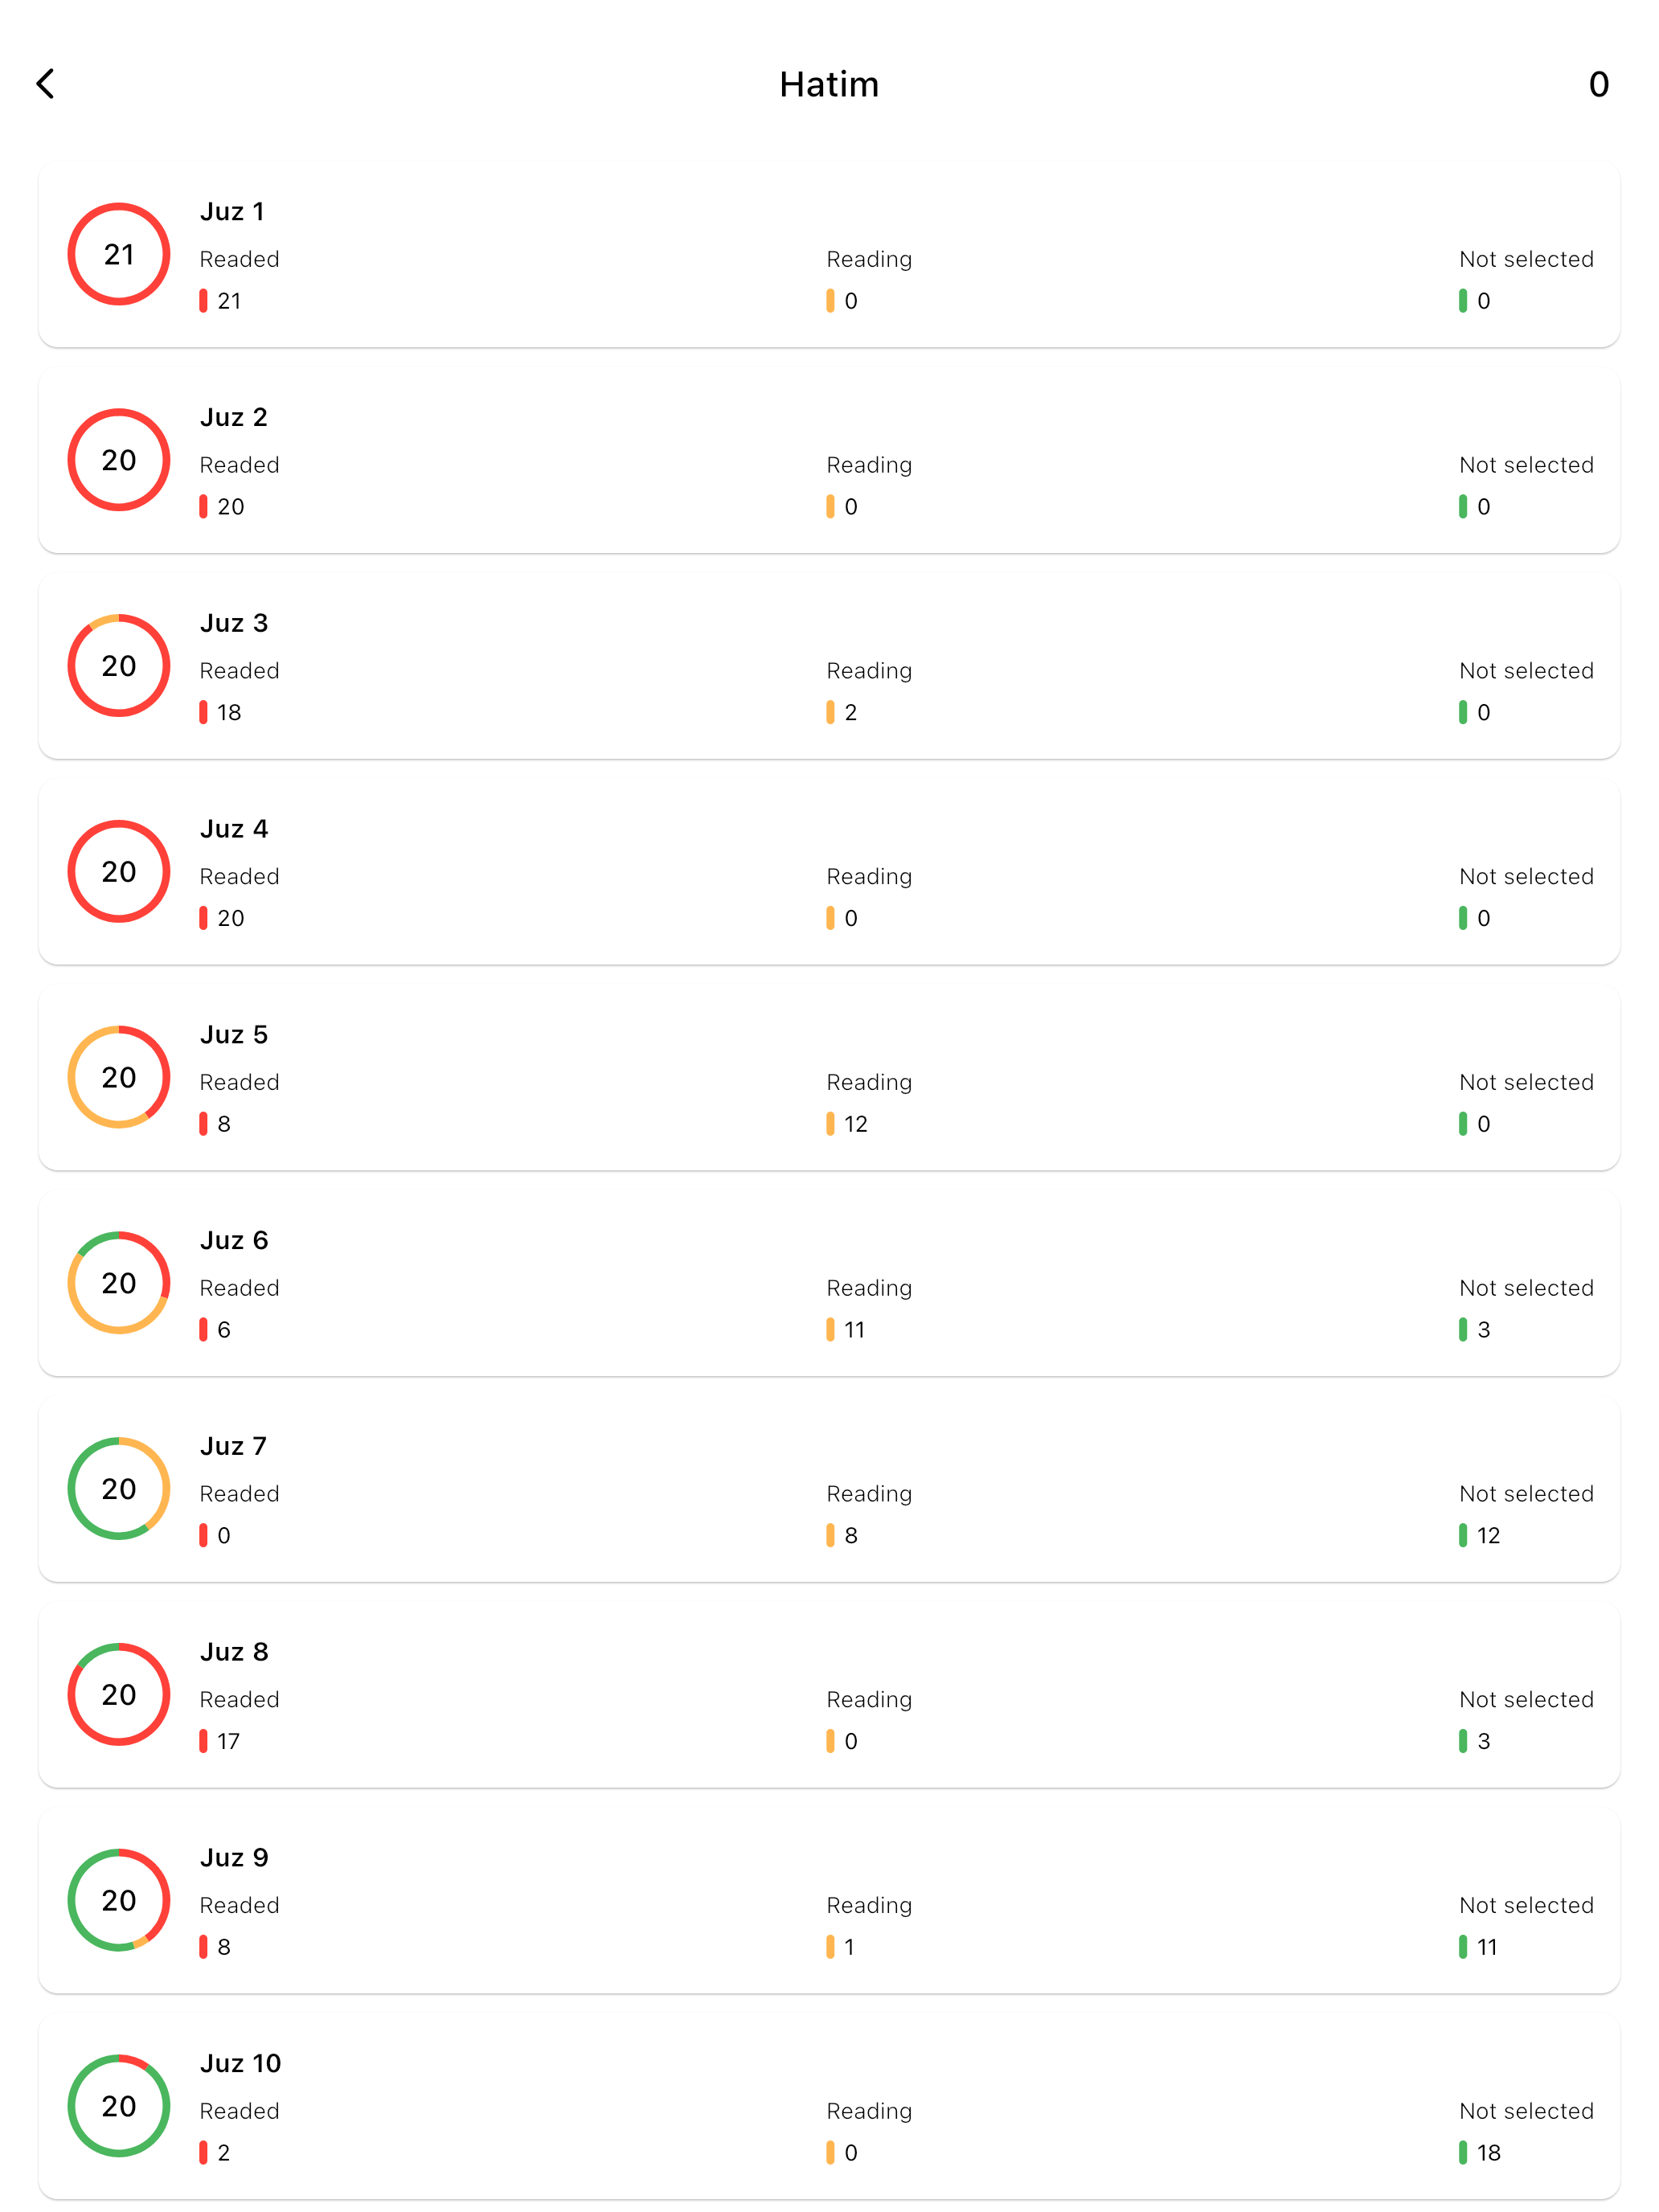 Hatim 0
Juz 1
21
Readed Reading Not selected
21 0 0
Juz 2
20
Readed Reading Not selected
20 0 0
Juz 3
20
Readed Reading Not selected
18 2 0
Juz 4
20
Readed Reading Not selected
20 0 0
Juz 5
20
Readed Reading Not selected
8 12 0
Juz 6
20
Readed Reading Not selected
6 11 3
Juz 7
20
Readed Reading Not selected
0 8 12
Juz 8
20
Readed Reading Not selected
17 0 3
Juz 9
20
Readed Reading Not selected
8 1 11
Juz 10
20
Readed Reading Not selected
2 0 18